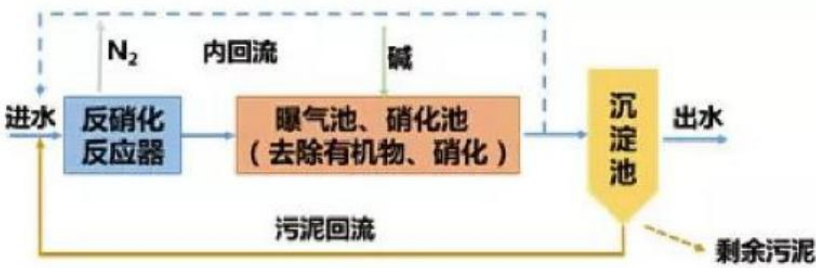 N₂
内回流
碱
进水
反硝化
反应器
曝气池、硝化池
（去除有机物、硝化）
沉淀池
出水
污泥回流
剩余污泥